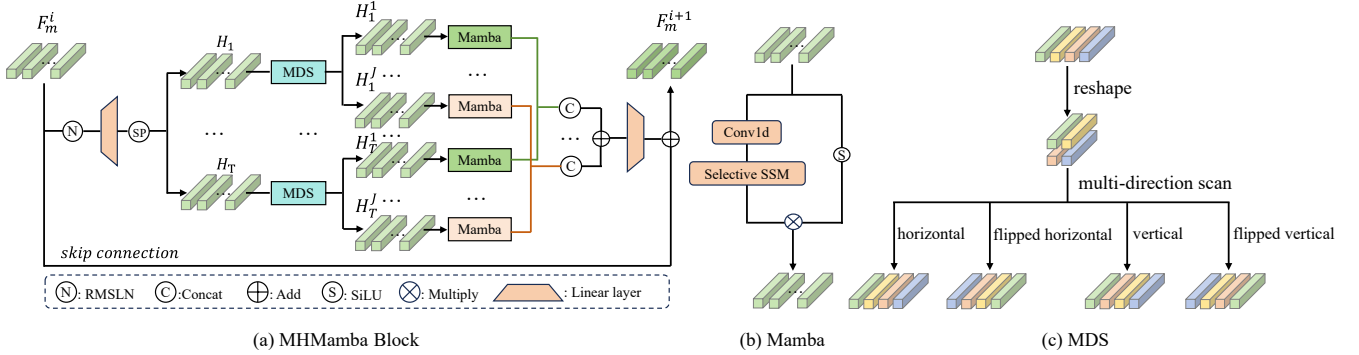 F_m^i
N
SP
H_1
...
H_T
MDS
MDS
H_1^1
H_1^J
H_T^1
H_T^J
Mamba
...
Mamba
Mamba
...
Mamba
C
...
C
F_m^{i+1}
skip connection
N : RMSLN
C :Concat
: Add
S : SiLU
: Multiply
: Linear layer
(a) MHMamba Block
Conv1d
Selective SSM
S
(b) Mamba
reshape
multi-direction scan
horizontal
flipped horizontal
vertical
flipped vertical
(c) MDS